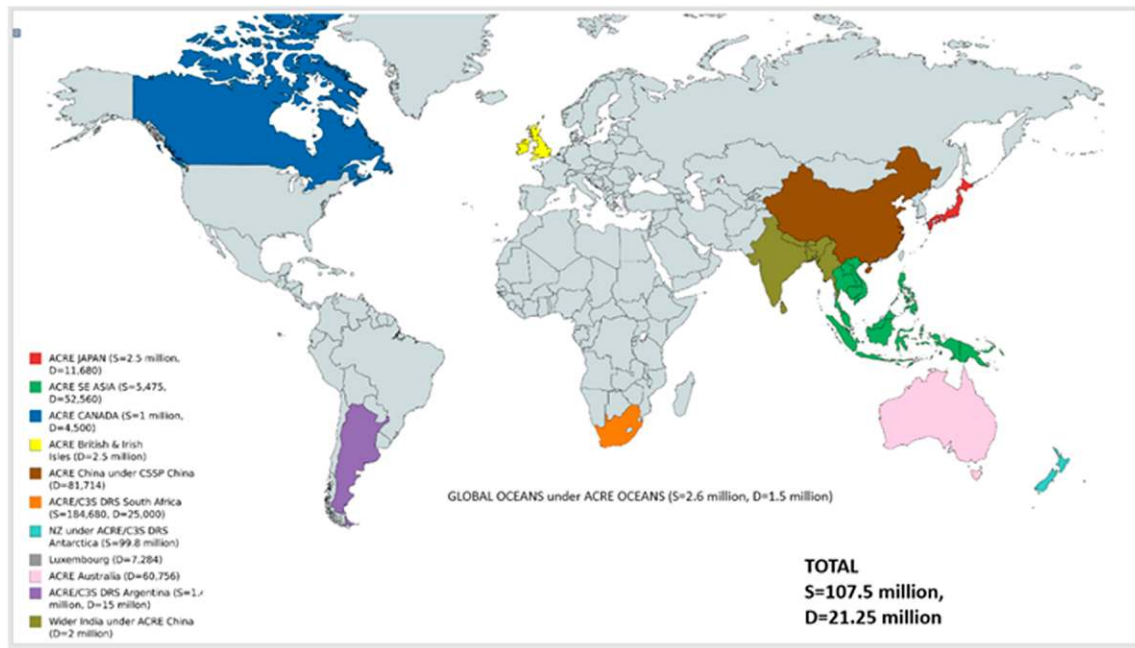 ACRE JAPAN (S=2.5 million,
D=11,680)
ACRE SE ASIA (S=5,475,
D=52,560)
ACRE CANADA (S=1 million,
D=4,500)
ACRE British & Irish
Isles (D=2.5 million)
ACRE China under CSSP China
(D=81,714)
ACRE/C3S DRS South Africa
(S=184,680, D=25,000)
NZ under ACRE/C3S DRS
Antarctica (S=99.8 million)
Luxembourg (D=7,284)
ACRE Australia (D=60,756)
ACRE/C3S DRS Argentina (S=1.
million, D=15 millon)
Wider India under ACRE China
(D=2 million)
GLOBAL OCEANS under ACRE OCEANS (S=2.6 million, D=1.5 million)
TOTAL
S=107.5 million,
D=21.25 million